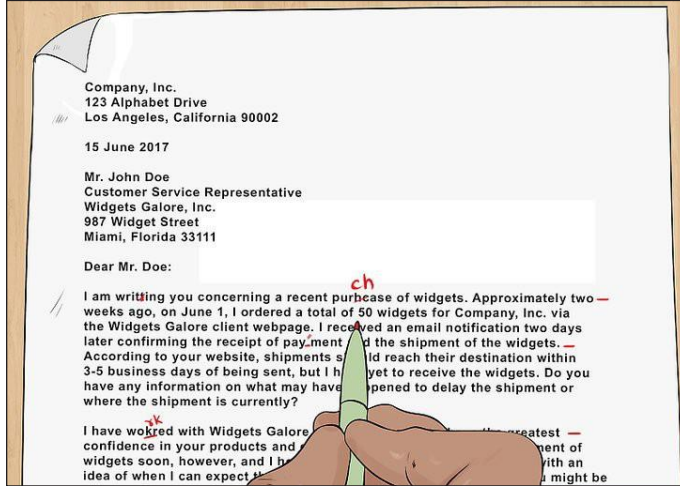 Company, Inc.
123 Alphabet Drive
Los Angeles, California 90002
15 June 2017
Mr. John Doe
Customer Service Representative
Widgets Galore, Inc.
987 Widget Street
Miami, Florida 33111
Dear Mr. Doe:
ch
I am writting you concerning a recent purhcase of widgets. Approximately two
weeks ago, on June 1, I ordered a total of 50 widgets for Company, Inc. via
the Widgets Galore client webpage. I received an email notification two days
later confirming the receipt of pay ment the shipment of the widgets.
According to your website, shipments reach their destination within
3-5 business days of being sent, but I yet to receive the widgets. Do you
have any information on what may have to delay the shipment or
where the shipment is currently?
rk
I have wokred with Widgets Galore greatest
confidence in your products and of
widgets soon, however, and I with an
idea of when I can expect might be